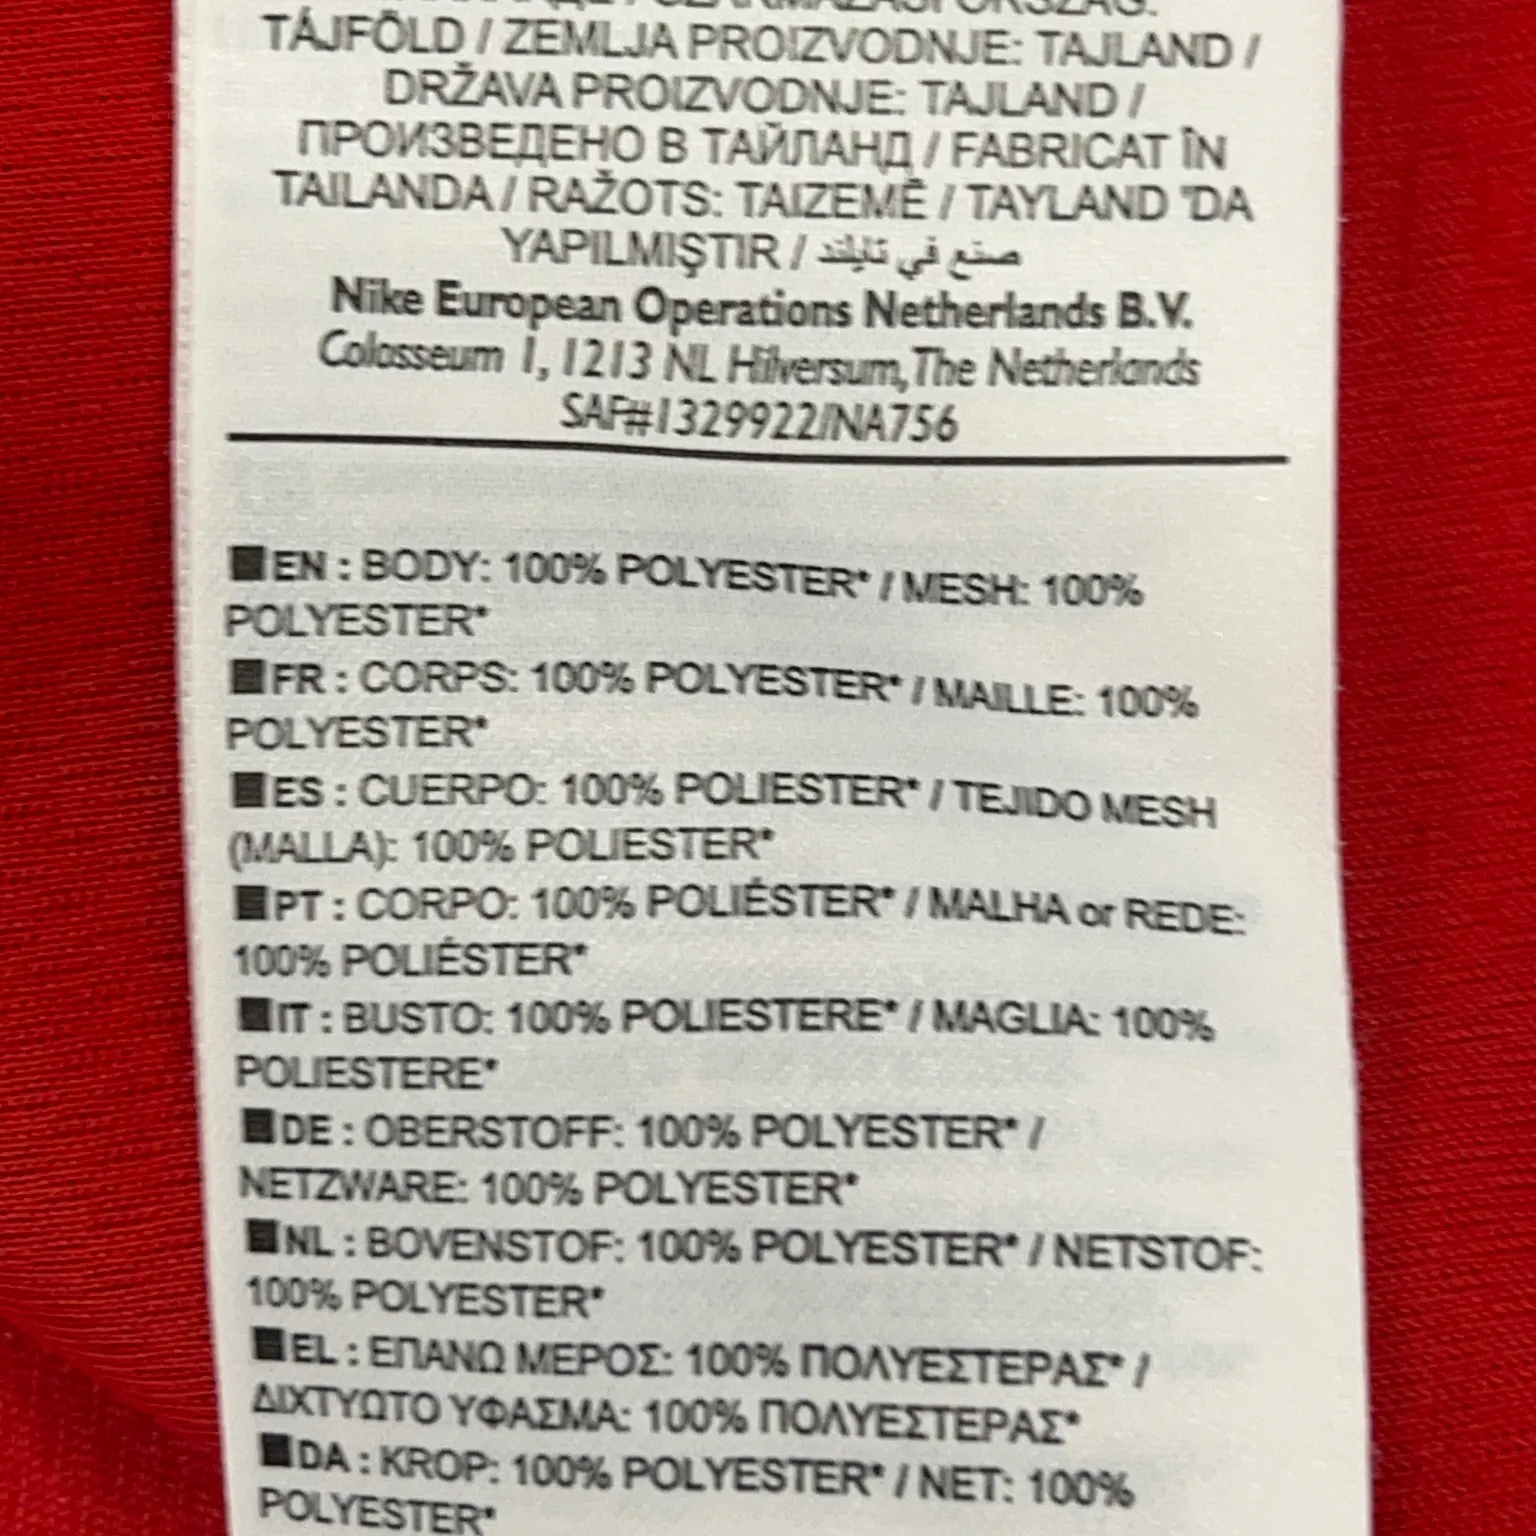 SZÁRMAZÁSI ORSZÁG:
TÁJFÖLD / ZEMLJA PROIZVODNJE: TAJLAND /
DRŽAVA PROIZVODNJE: TAJLAND /
ПРОИЗВЕДЕНО В ТАЙЛАНД / FABRICAT ÎN
TAILANDA / RAŽOTS: TAIZEMĒ / TAYLAND 'DA
YAPILMIŞTIR / صنع في تايلند
Nike European Operations Netherlands B.V.
Colosseum 1, 1213 NL Hilversum, The Netherlands
SAF#1329922/NA756
■EN : BODY: 100% POLYESTER* / MESH: 100%
POLYESTER*
■FR : CORPS: 100% POLYESTER* / MAILLE: 100%
POLYESTER*
■ES : CUERPO: 100% POLIESTER* / TEJIDO MESH
(MALLA): 100% POLIESTER*
■PT : CORPO: 100% POLIÉSTER* / MALHA or REDE:
100% POLIÉSTER*
■IT : BUSTO: 100% POLIESTERE* / MAGLIA: 100%
POLIESTERE*
■DE : OBERSTOFF: 100% POLYESTER* /
NETZWARE: 100% POLYESTER*
■NL : BOVENSTOF: 100% POLYESTER* / NETSTOF:
100% POLYESTER*
■EL : ΕΠΑΝΩ ΜΕΡΟΣ: 100% ΠΟΛΥΕΣΤΕΡΑΣ* /
ΔΙΧΤΥΩΤΟ ΥΦΑΣΜΑ: 100% ΠΟΛΥΕΣΤΕΡΑΣ*
■DA : KROP: 100% POLYESTER* / NET: 100%
POLYESTER*